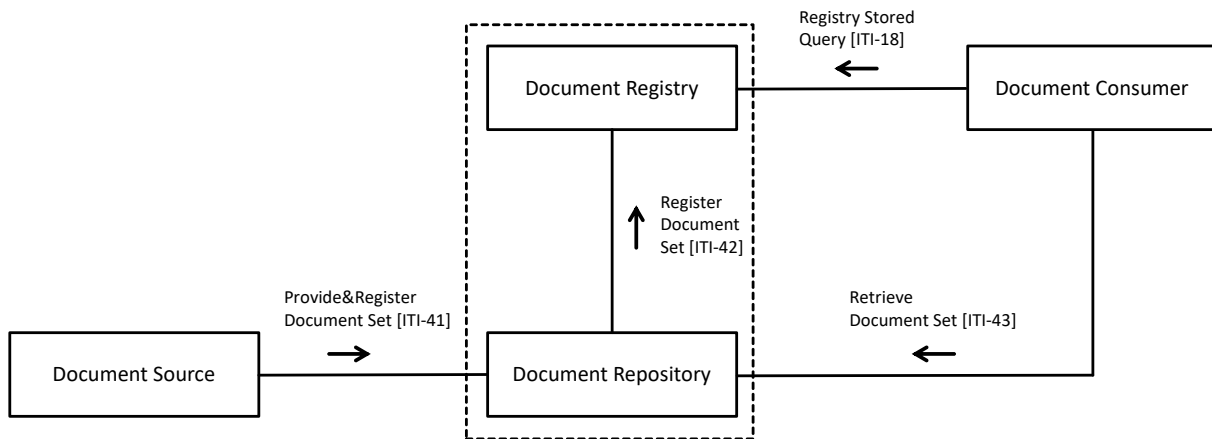 Registry Stored
Query [ITI-18]
Document Registry
Document Consumer
Register
Document
Set [ITI-42]
Provide&Register
Document Set [ITI-41]
Retrieve
Document Set [ITI-43]
Document Source
Document Repository